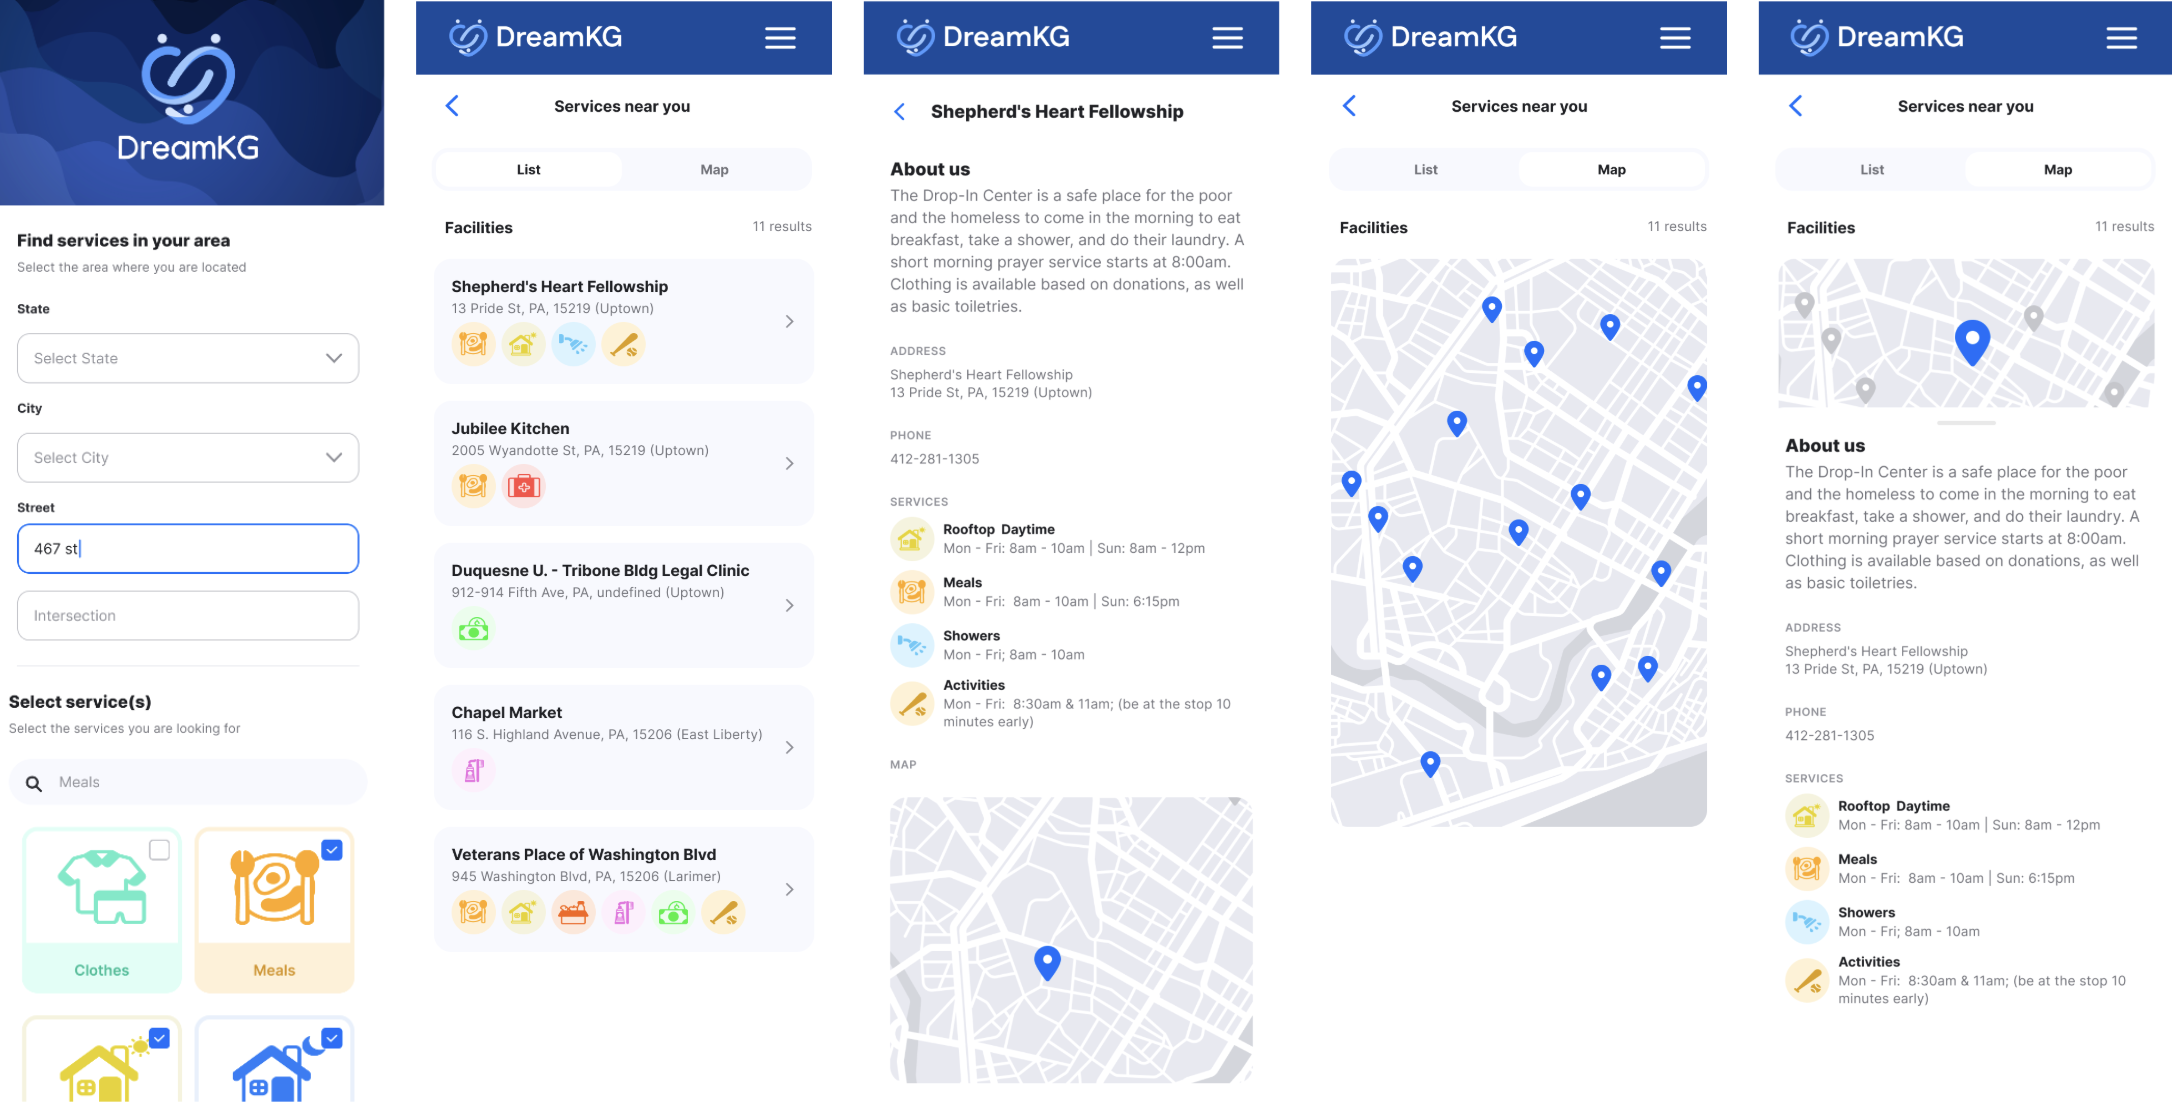 DreamKG
Find services in your area
Select the area where you are located
State
Select State
City
Select City
Street
467 st
Intersection
Select service(s)
Select the services you are looking for
Meals
Clothes
Meals
DreamKG
Services near you
List
Map
Facilities
11 results
Shepherd's Heart Fellowship
13 Pride St, PA, 15219 (Uptown)
Jubilee Kitchen
2005 Wyandotte St, PA, 15219 (Uptown)
Duquesne U. - Tribone Bldg Legal Clinic
912-914 Fifth Ave, PA, undefined (Uptown)
Chapel Market
116 S. Highland Avenue, PA, 15206 (East Liberty)
Veterans Place of Washington Blvd
945 Washington Blvd, PA, 15206 (Larimer)
DreamKG
Shepherd's Heart Fellowship
About us
The Drop-In Center is a safe place for the poor
and the homeless to come in the morning to eat
breakfast, take a shower, and do their laundry. A
short morning prayer service starts at 8:00am.
Clothing is available based on donations, as well
as basic toiletries.
ADDRESS
Shepherd's Heart Fellowship
13 Pride St, PA, 15219 (Uptown)
PHONE
412-281-1305
SERVICES
Rooftop Daytime
Mon - Fri: 8am - 10am | Sun: 8am - 12pm
Meals
Mon - Fri: 8am - 10am | Sun: 6:15pm
Showers
Mon - Fri; 8am - 10am
Activities
Mon - Fri: 8:30am & 11am; (be at the stop 10
minutes early)
MAP
DreamKG
Services near you
List
Map
Facilities
11 results
DreamKG
Services near you
List
Map
Facilities
11 results
About us
The Drop-In Center is a safe place for the poor
and the homeless to come in the morning to eat
breakfast, take a shower, and do their laundry. A
short morning prayer service starts at 8:00am.
Clothing is available based on donations, as well
as basic toiletries.
ADDRESS
Shepherd's Heart Fellowship
13 Pride St, PA, 15219 (Uptown)
PHONE
412-281-1305
SERVICES
Rooftop Daytime
Mon - Fri: 8am - 10am | Sun: 8am - 12pm
Meals
Mon - Fri: 8am - 10am | Sun: 6:15pm
Showers
Mon - Fri; 8am - 10am
Activities
Mon - Fri: 8:30am & 11am; (be at the stop 10
minutes early)